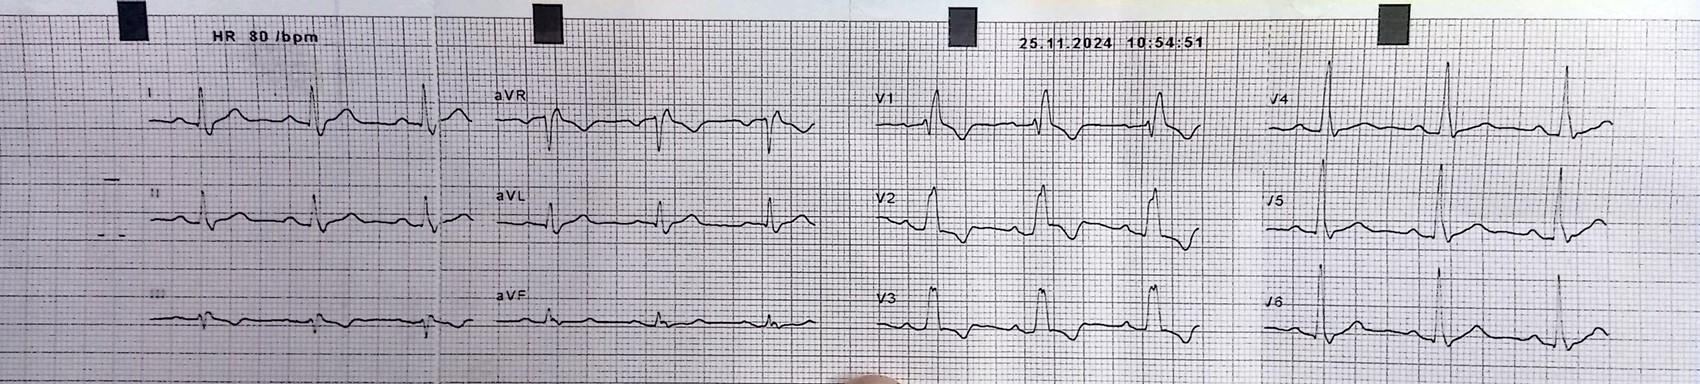 HR 80 /bpm
25.11.2024 10:54:51
I
aVR
V1
V4
II
aVL
V2
V5
III
aVF
V3
V6